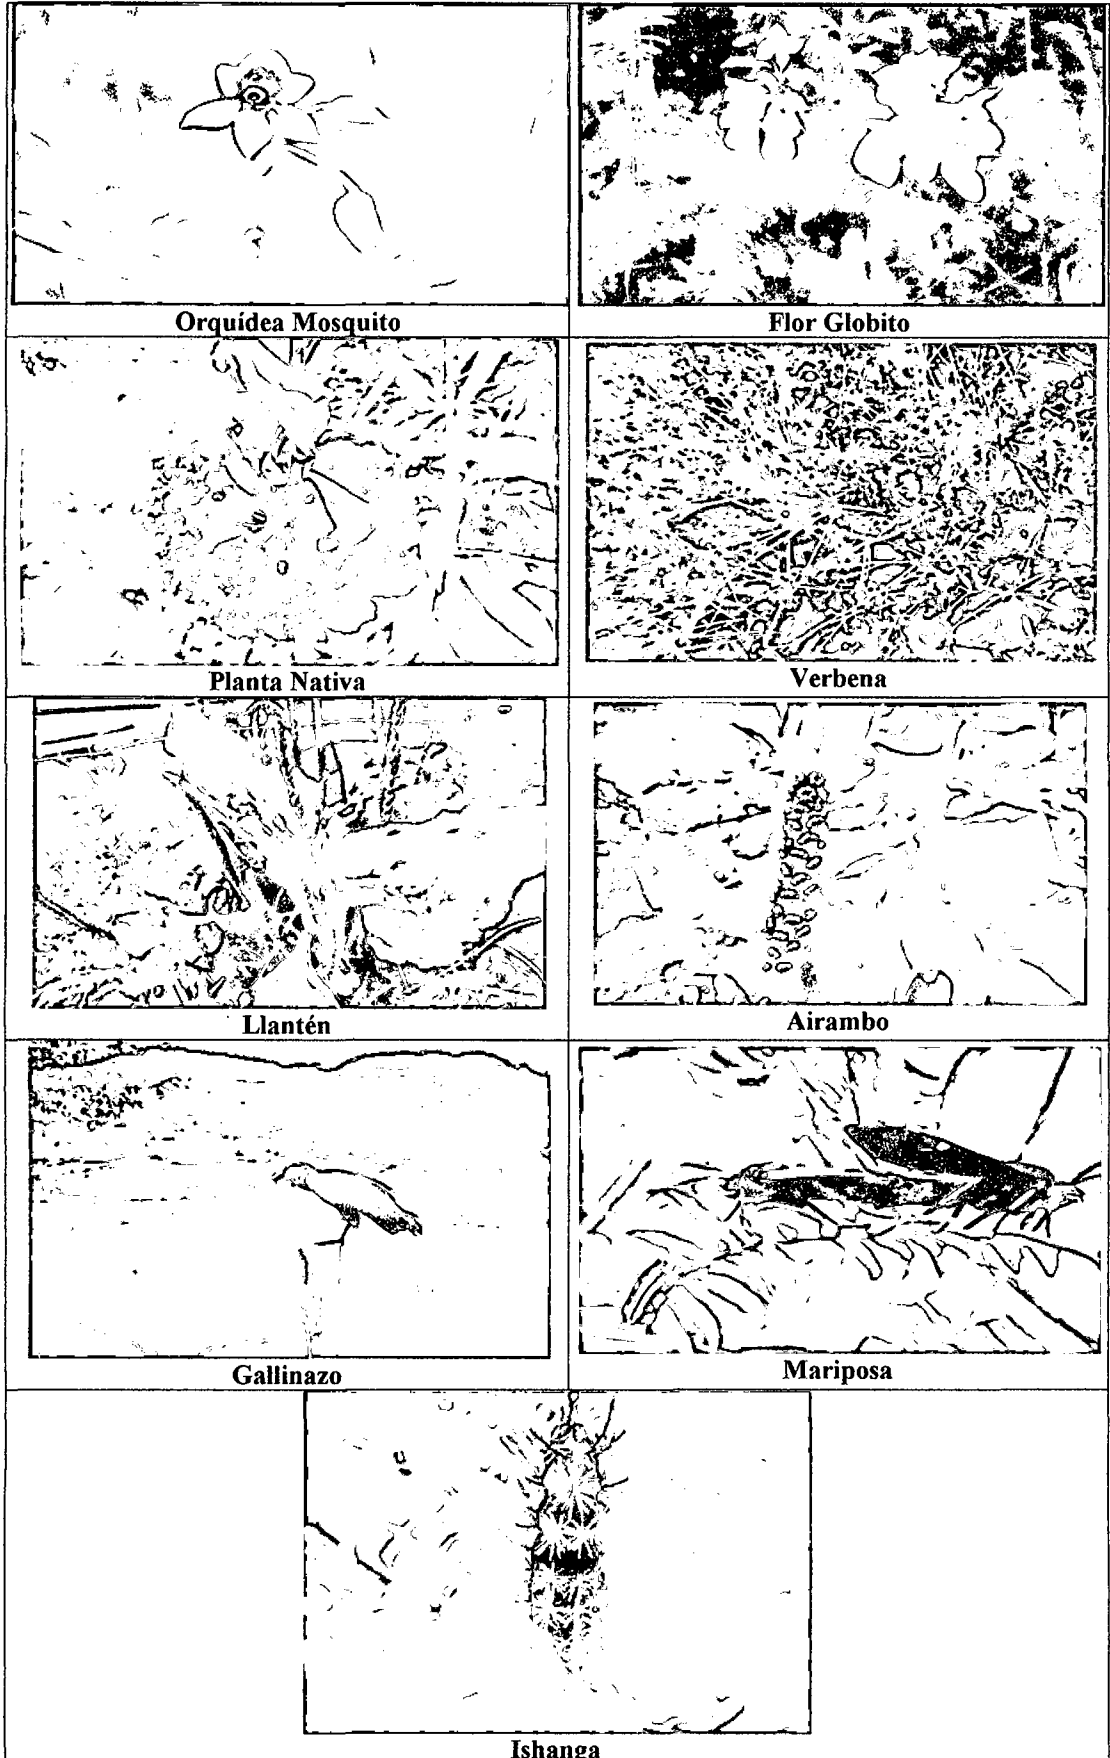 Orquídea Mosquito
Flor Globito
Planta Nativa
Verbena
Llantén
Airambo
Gallinazo
Mariposa
Ishanga